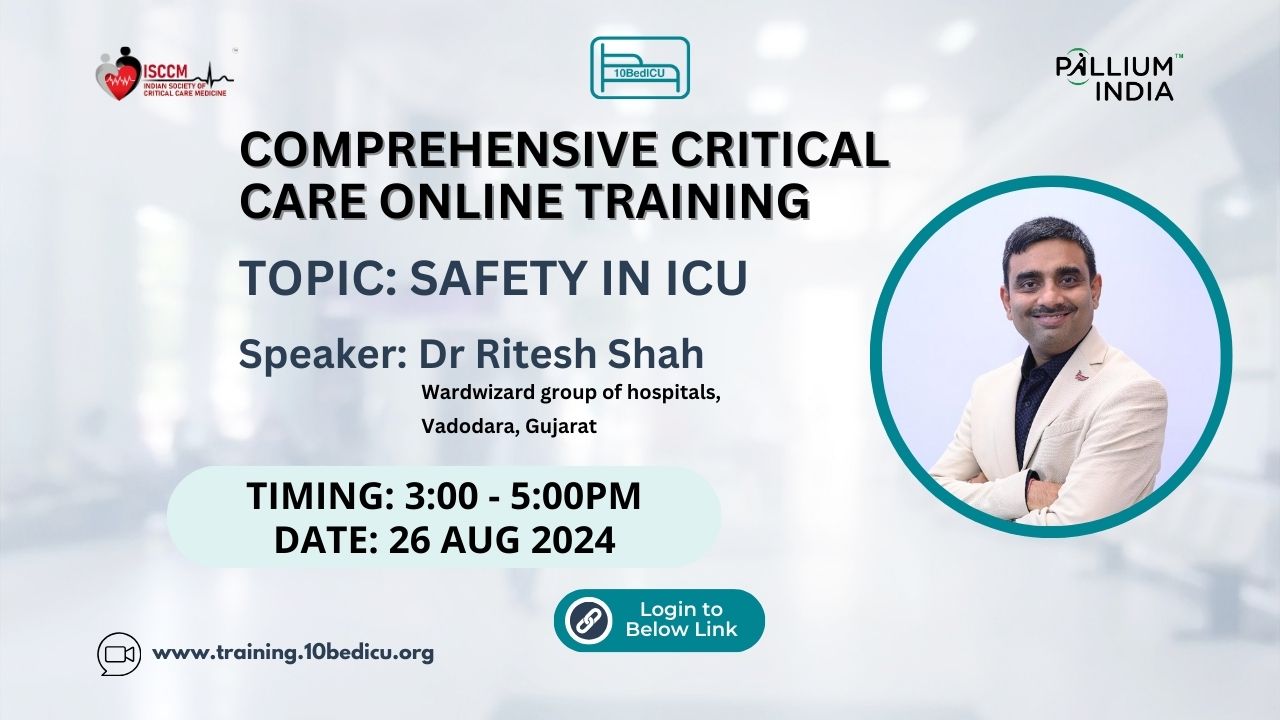 ISCCM
INDIAN SOCIETY OF
CRITICAL CARE MEDICINE
TM
10BedICU
PALLIUM™
INDIA
COMPREHENSIVE CRITICAL
CARE ONLINE TRAINING
TOPIC: SAFETY IN ICU
Speaker: Dr Ritesh Shah
Wardwizard group of hospitals,
Vadodara, Gujarat
TIMING: 3:00 - 5:00PM
DATE: 26 AUG 2024
Login to
Below Link
www.training.10bedicu.org